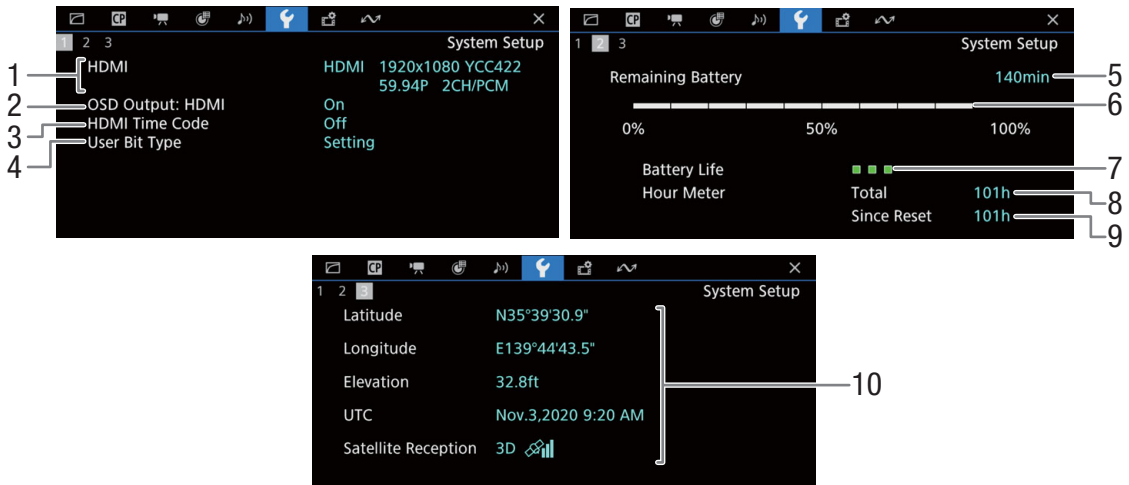 CP
1 2 3
System Setup
1
HDMI
HDMI 1920x1080 YCC422
59.94P 2CH/PCM
2
OSD Output: HDMI On
3
HDMI Time Code Off
4
User Bit Type Setting
CP
1 2 3
System Setup
Remaining Battery 140min
5
6
0% 50% 100%
Battery Life
7
Hour Meter Total 101h
8
Since Reset 101h
9
CP
1 2 3
System Setup
Latitude N35°39'30.9"
Longitude E139°44'43.5"
Elevation 32.8ft
10
UTC Nov.3,2020 9:20 AM
Satellite Reception 3D